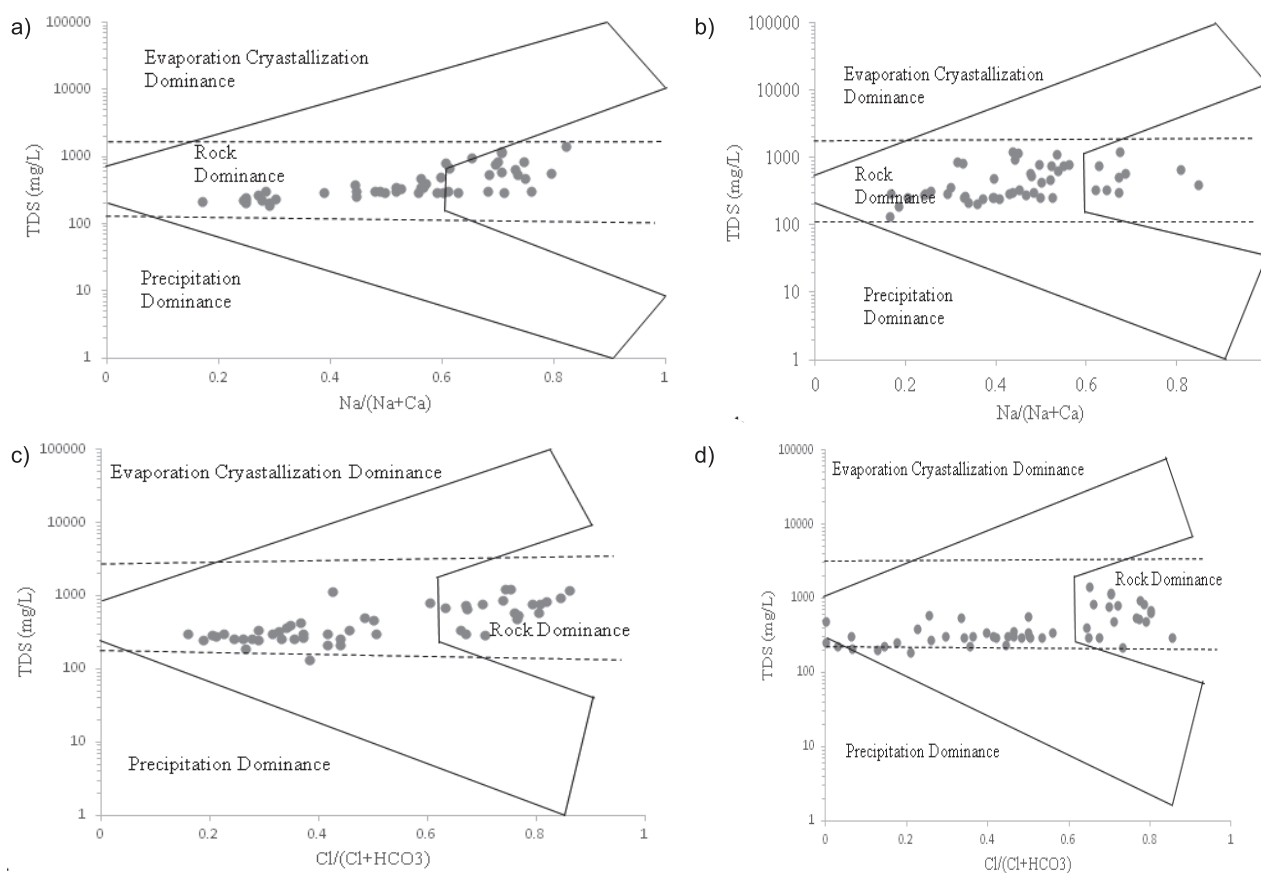 a)
100000
10000
1000
100
10
1
TDS (mg/L)
Evaporation Cryastallization
Dominance
Rock
Dominance
Precipitation
Dominance
0
0.2
0.4
0.6
0.8
1
Na/(Na+Ca)
b)
100000
100000
1000
100
10
1
TDS (mg/L)
Evaporation Cryastallization
Dominance
Rock
Dominance
Precipitation
Dominance
0
0.2
0.4
0.6
0.8
Na/(Na+Ca)
c)
100000
10000
1000
100
10
1
TDS (mg/L)
Evaporation Cryastallization Dominance
Rock Dominance
Precipitation Dominance
0
0.2
0.4
0.6
0.8
1
Cl/(Cl+HCO3)
d)
100000
10000
1000
100
10
1
TDS (mg/L)
Evaporation Cryastallization Dominance
Rock Dominance
Precipitation Dominance
0
0.2
0.4
0.6
0.8
1
Cl/(Cl+HCO3)